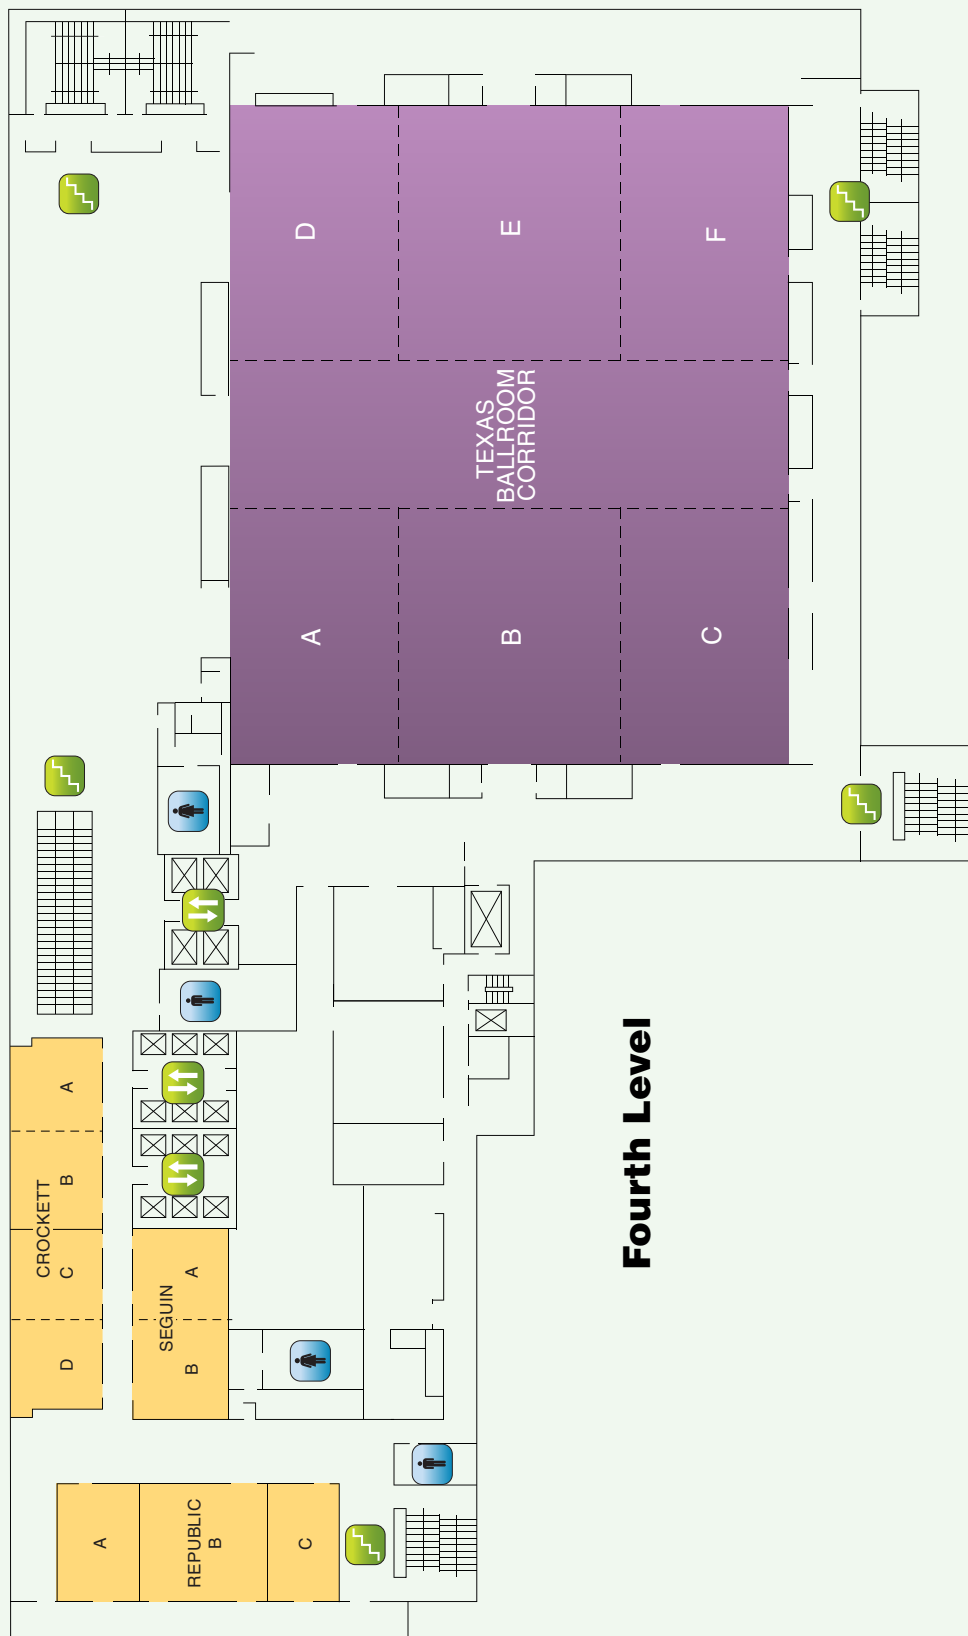 Fourth Level
CROCKETT
D
C
B
A
SEGUIN
B
A
REPUBLIC
A
B
C
TEXAS
BALLROOM
CORRIDOR
A
B
C
D
E
F